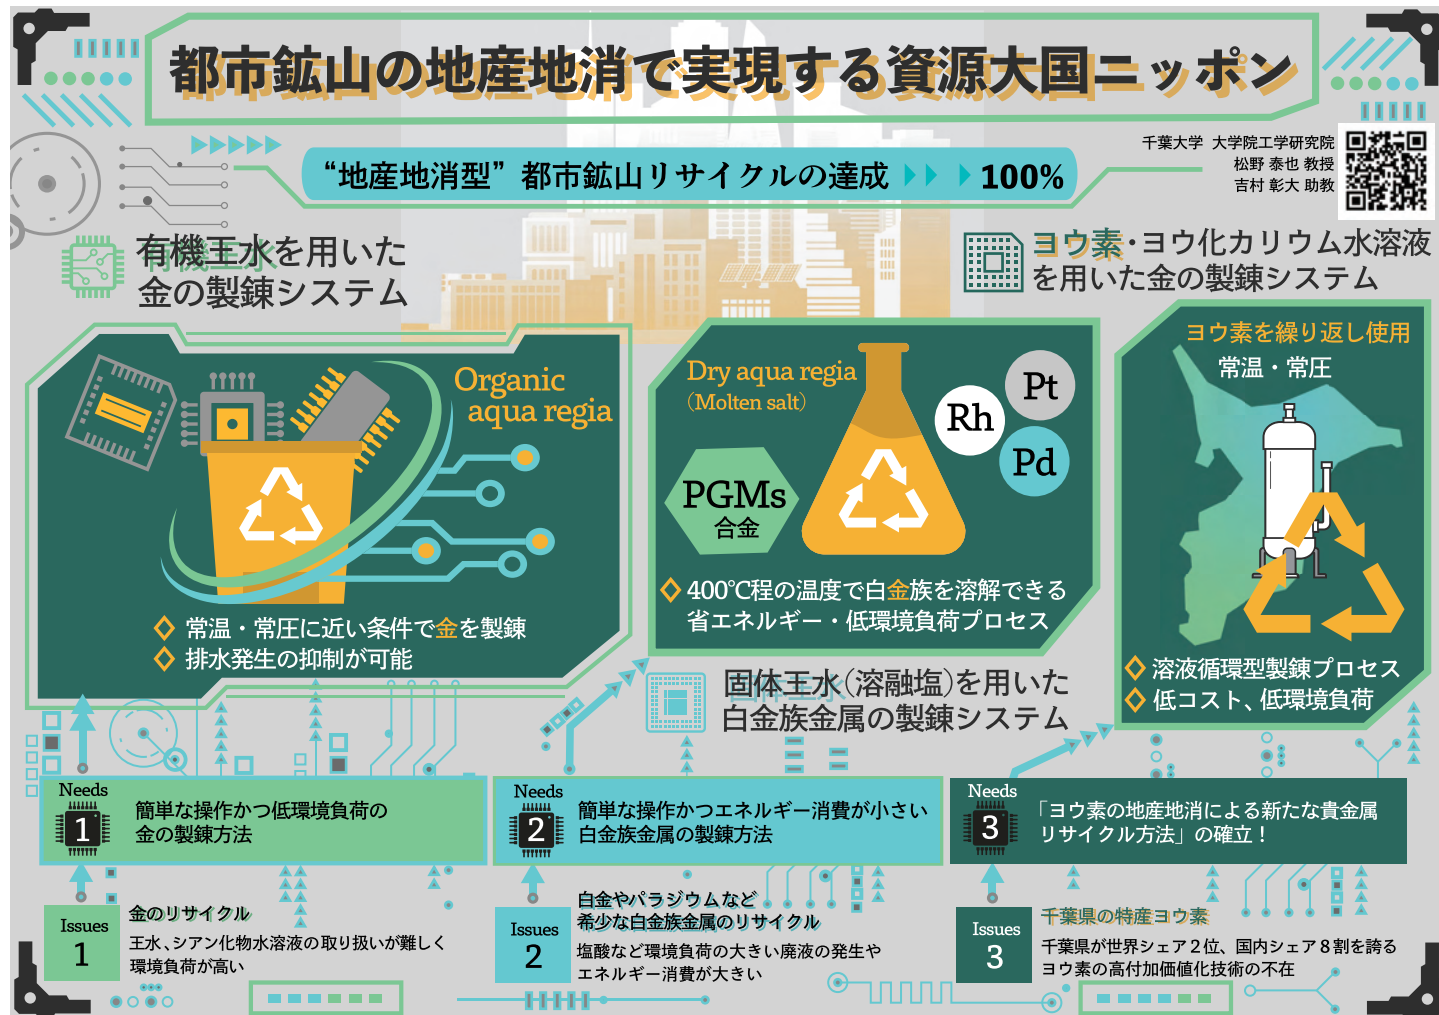 都市鉱山の地産地消で実現する資源大国ニッポン
“地産地消型”都市鉱山リサイクルの達成 100%
千葉大学 大学院工学研究院
松野 泰也 教授
吉村 彰大 助教
有機王水を用いた
金の製錬システム
ヨウ素・ヨウ化カリウム水溶液
を用いた金の製錬システム
Organic
aqua regia
常温・常圧に近い条件で金を製錬
排水発生の抑制が可能
Dry aqua regia
(Molten salt)
Pt
Rh
Pd
PGMs
合金
400℃程の温度で白金族を溶解できる
省エネルギー・低環境負荷プロセス
ヨウ素を繰り返し使用
常温・常圧
溶液循環型製錬プロセス
低コスト、低環境負荷
固体王水(溶融塩)を用いた
白金族金属の製錬システム
Needs
1
簡単な操作かつ低環境負荷の
金の製錬方法
Needs
2
簡単な操作かつエネルギー消費が小さい
白金族金属の製錬方法
Needs
3
「ヨウ素の地産地消による新たな貴金属
リサイクル方法」の確立！
Issues
1
金のリサイクル
王水、シアン化物水溶液の取り扱いが難しく
環境負荷が高い
Issues
2
白金やパラジウムなど
希少な白金族金属のリサイクル
塩酸など環境負荷の大きい廃液の発生や
エネルギー消費が大きい
Issues
3
千葉県の特産ヨウ素
千葉県が世界シェア２位、国内シェア８割を誇る
ヨウ素の高付加価値化技術の不在